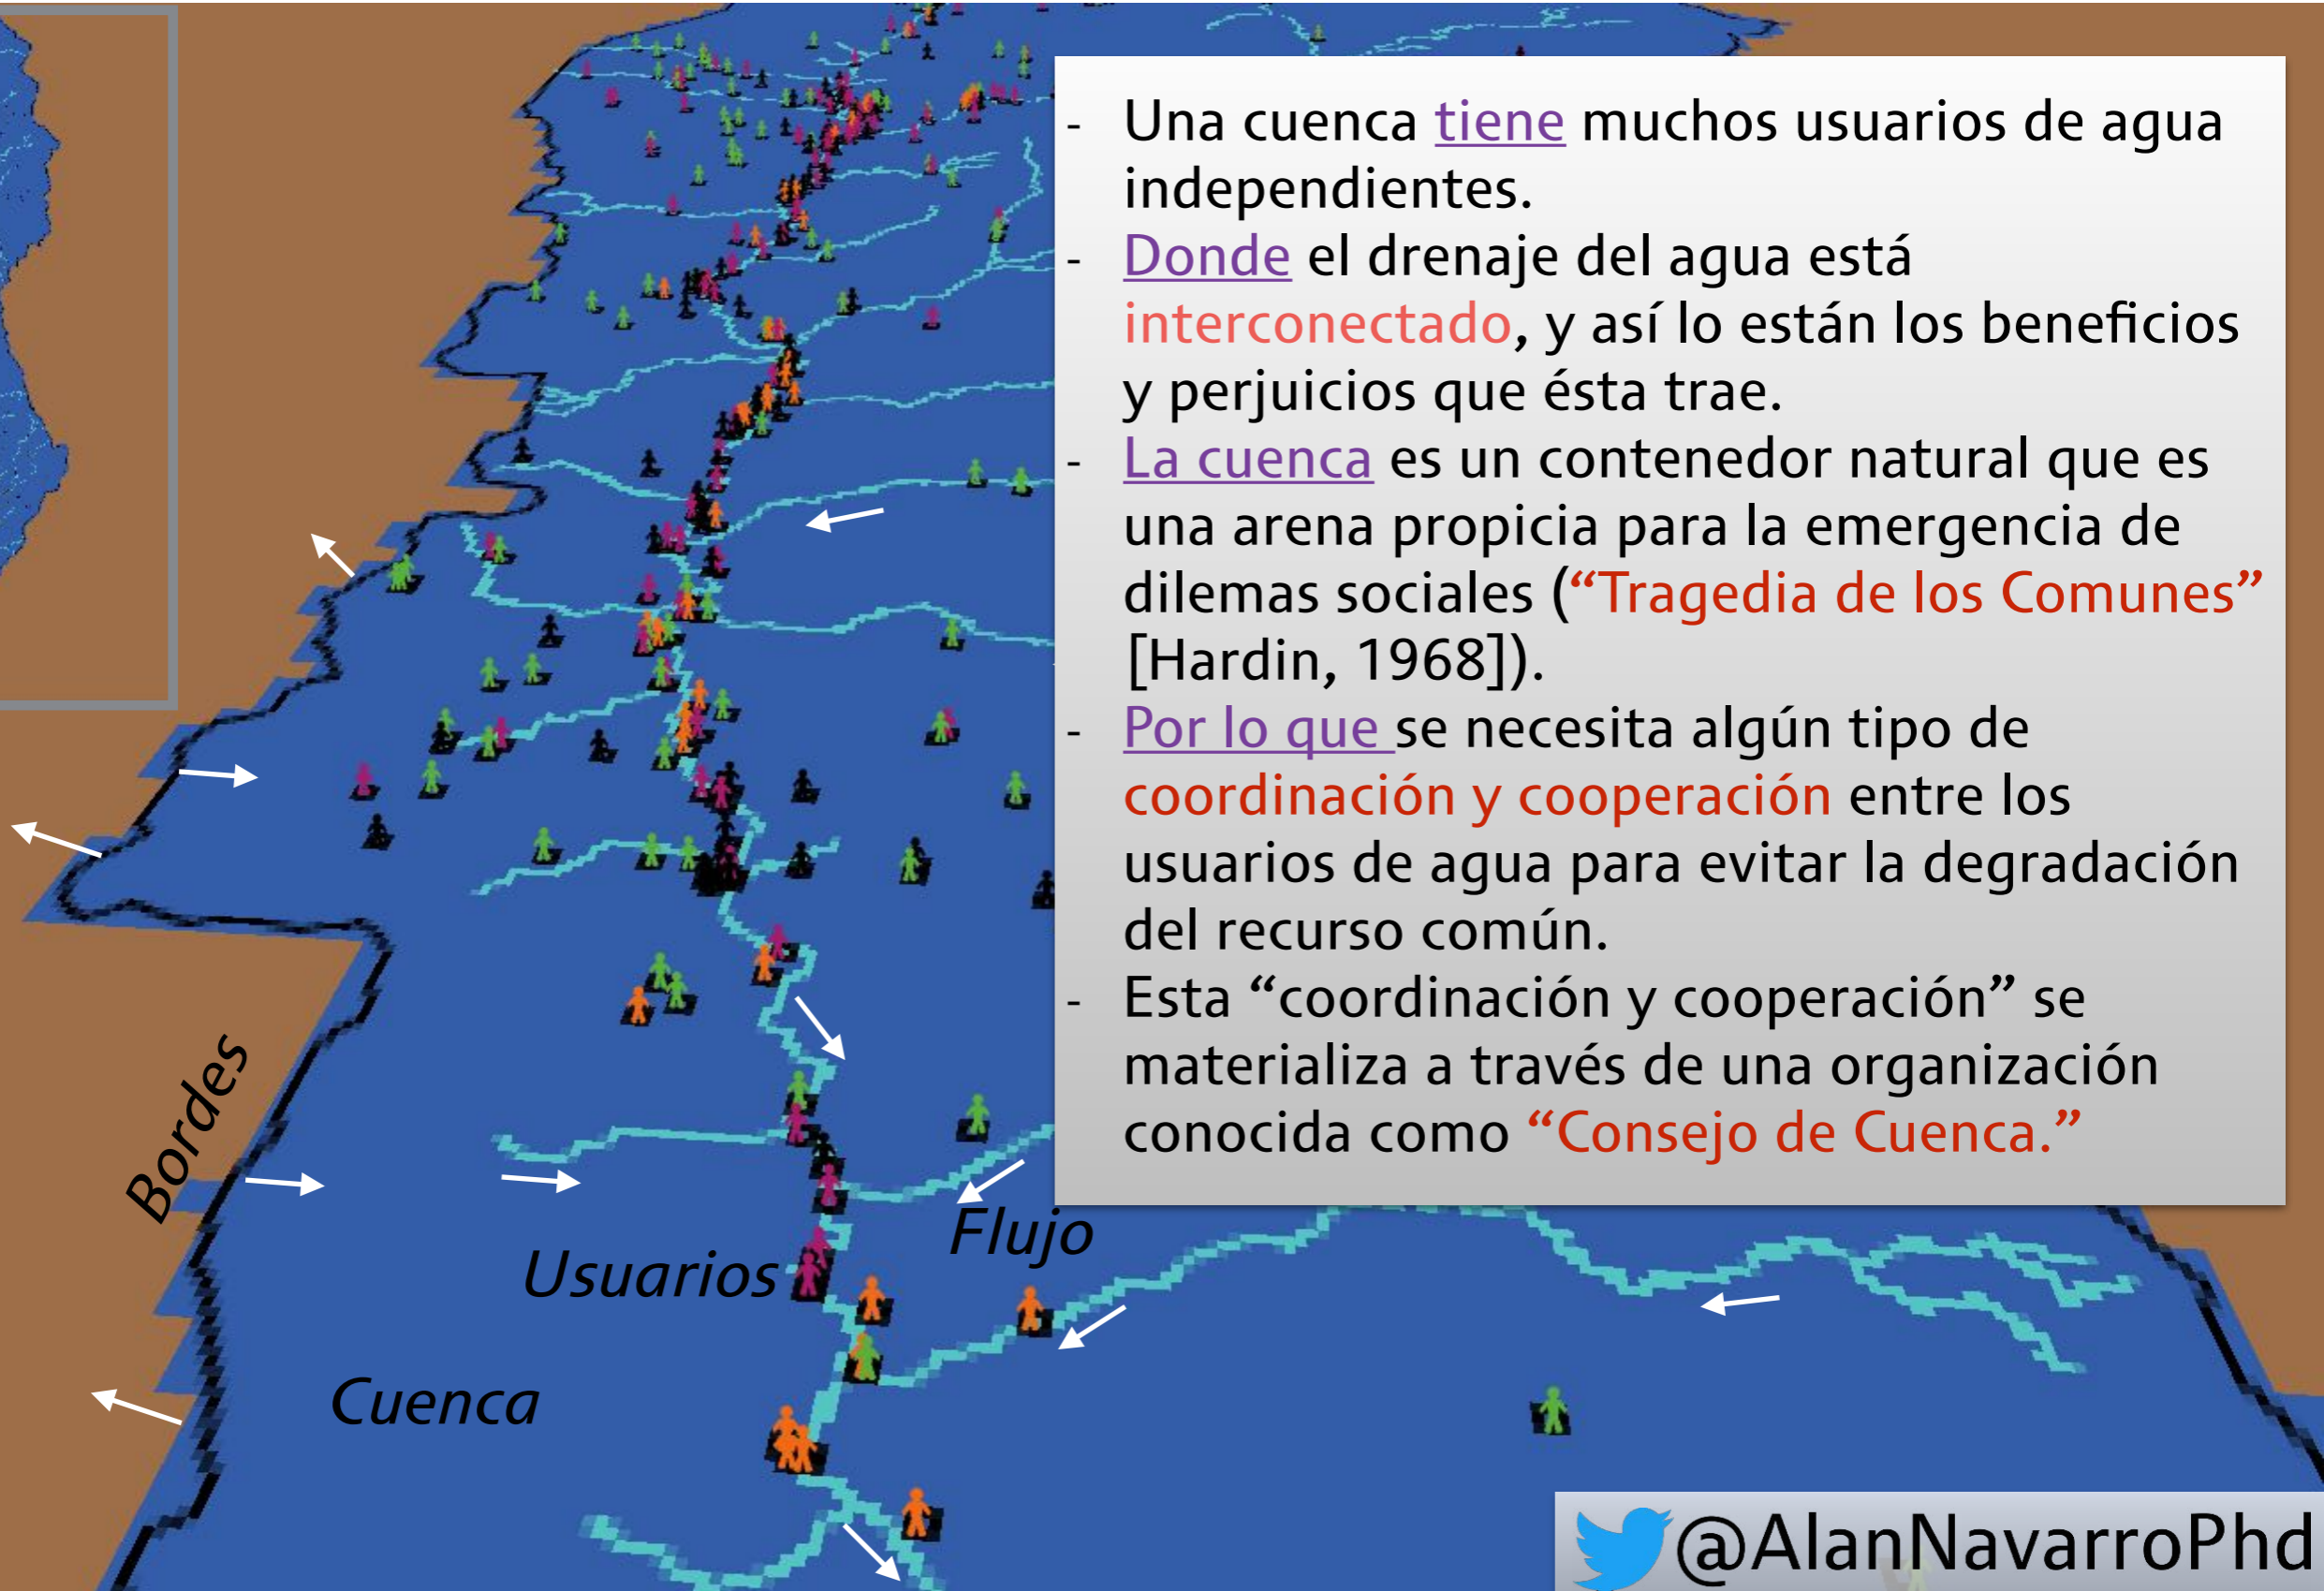 - Una cuenca tiene muchos usuarios de agua
independientes.
- Donde el drenaje del agua está
interconectado, y así lo están los beneficios
y perjuicios que ésta trae.
- La cuenca es un contenedor natural que es
una arena propicia para la emergencia de
dilemas sociales (“Tragedia de los Comunes”
[Hardin, 1968]).
- Por lo que se necesita algún tipo de
coordinación y cooperación entre los
usuarios de agua para evitar la degradación
del recurso común.
- Esta “coordinación y cooperación” se
materializa a través de una organización
conocida como “Consejo de Cuenca.”
Bordes
Flujo
Usuarios
Cuenca
@AlanNavarroPhd